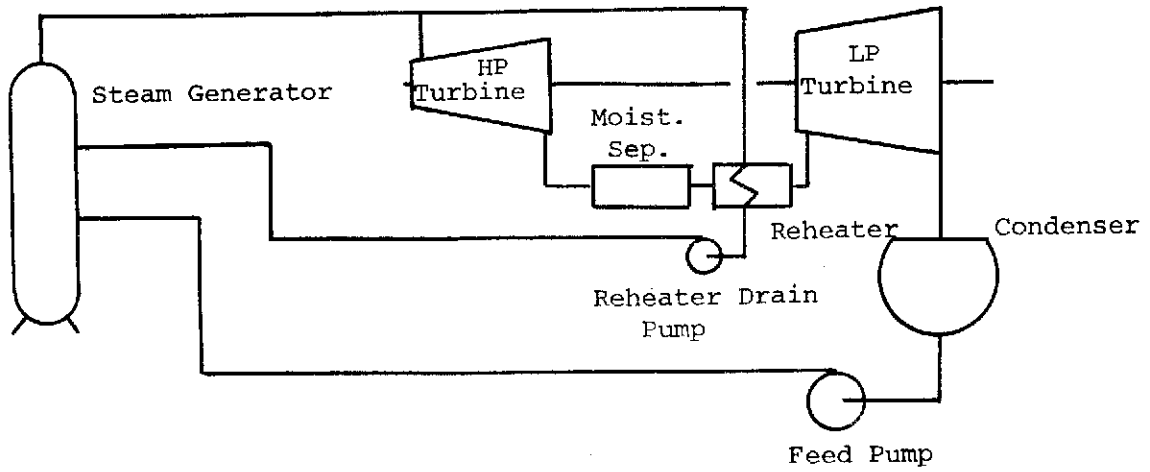 Steam Generator
HP
Turbine
Moist.
Sep.
LP
Turbine
Reheater
Condenser
Reheater Drain
Pump
Feed Pump